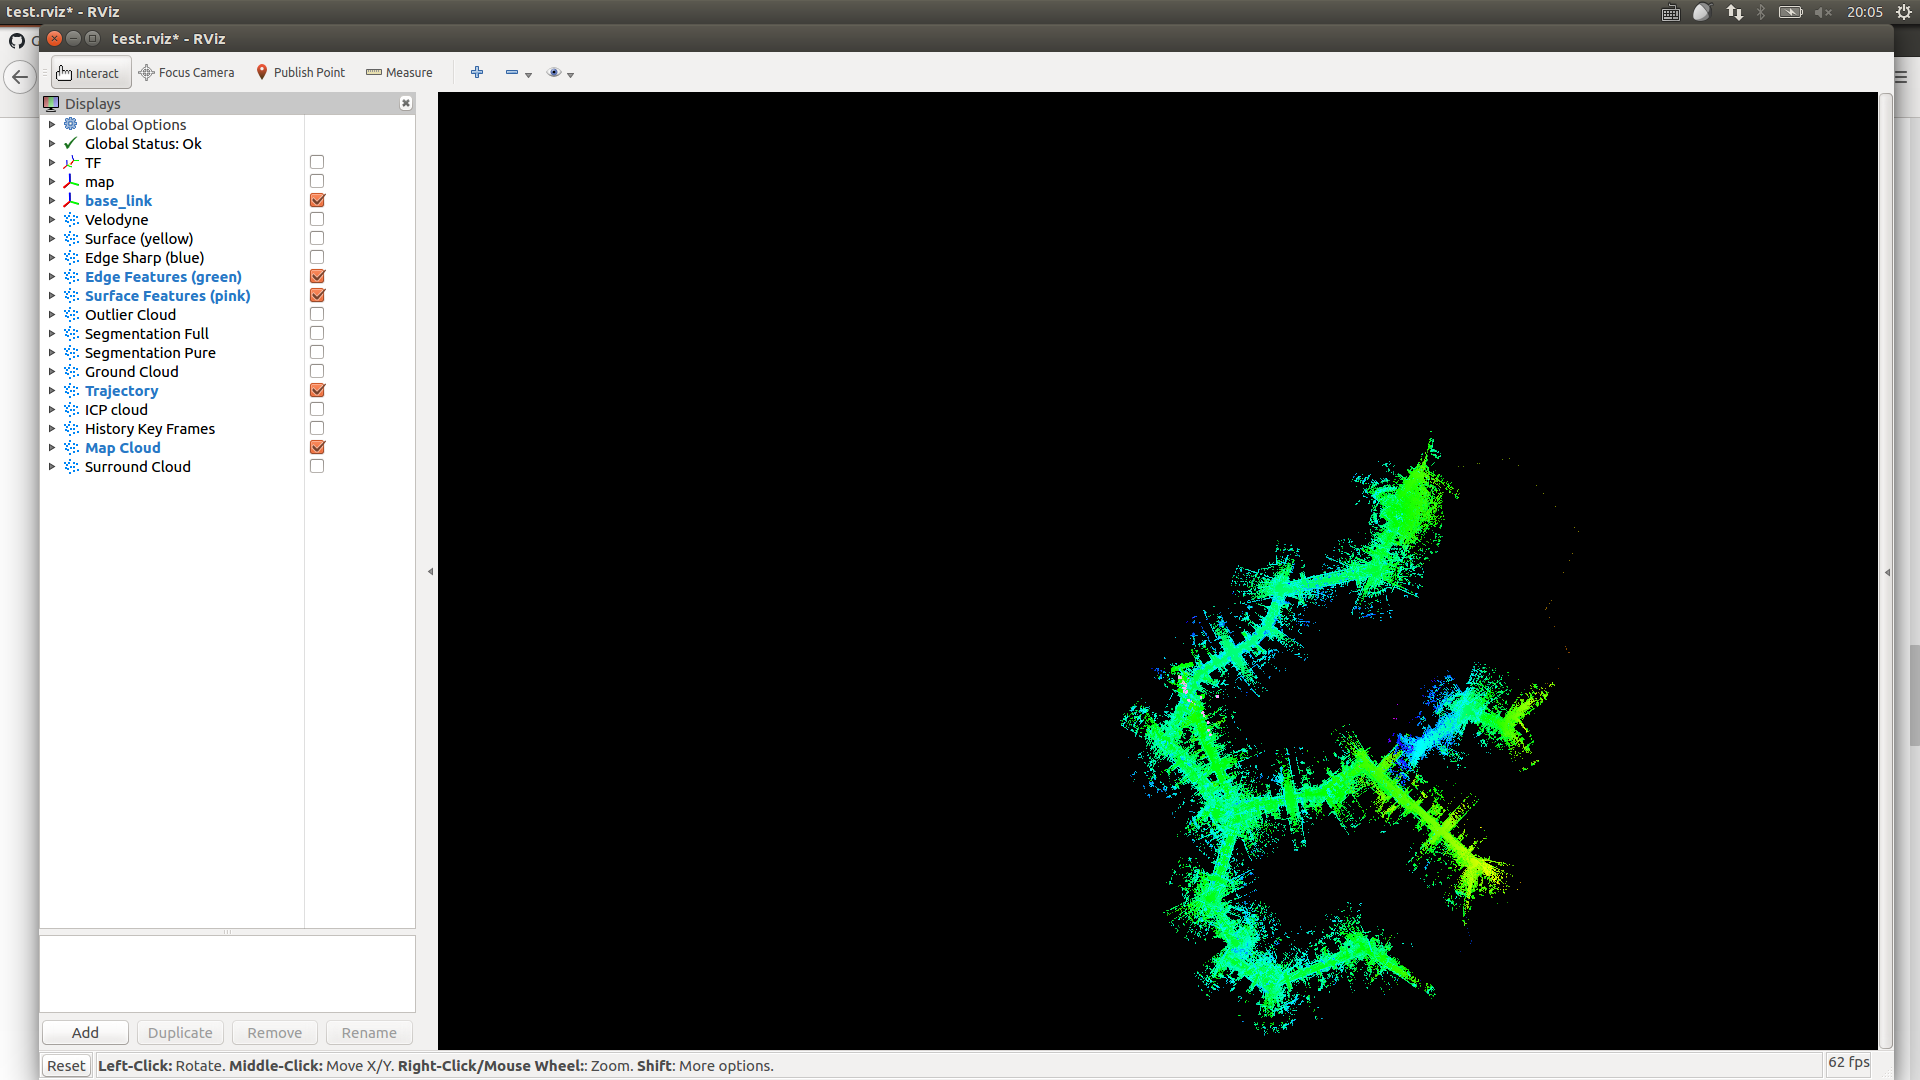 test.rviz* - RViz
20:05
test.rviz* - RViz
Interact
Focus Camera
Publish Point
Measure
Displays
Global Options
Global Status: Ok
TF
map
base_link
Velodyne
Surface (yellow)
Edge Sharp (blue)
Edge Features (green)
Surface Features (pink)
Outlier Cloud
Segmentation Full
Segmentation Pure
Ground Cloud
Trajectory
ICP cloud
History Key Frames
Map Cloud
Surround Cloud
Add
Duplicate
Remove
Rename
Reset
Left-Click: Rotate. Middle-Click: Move X/Y. Right-Click/Mouse Wheel:: Zoom. Shift: More options.
62 fps